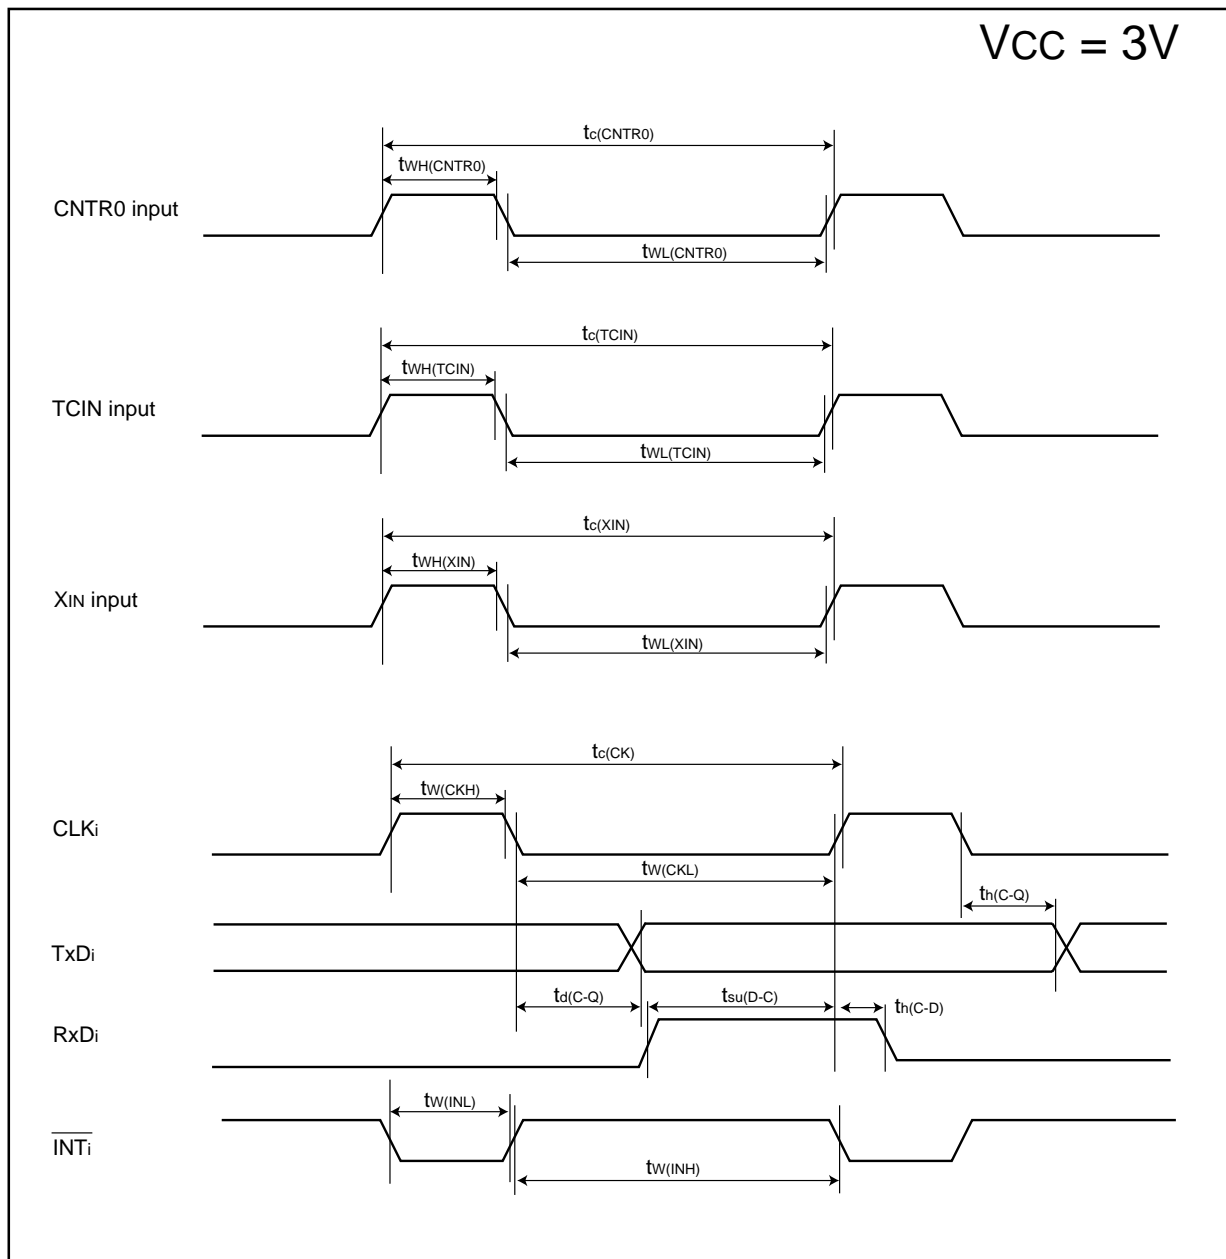 VCC = 3V
tc(CNTR0)
tWH(CNTR0)
CNTR0 input
tWL(CNTR0)
tc(TCIN)
tWH(TCIN)
TCIN input
tWL(TCIN)
tc(XIN)
tWH(XIN)
XIN input
tWL(XIN)
tc(CK)
tW(CKH)
CLKi
tW(CKL)
th(C-Q)
TxDi
td(C-Q)
tsu(D-C)
th(C-D)
RxDi
tW(INL)
INTi
tW(INH)